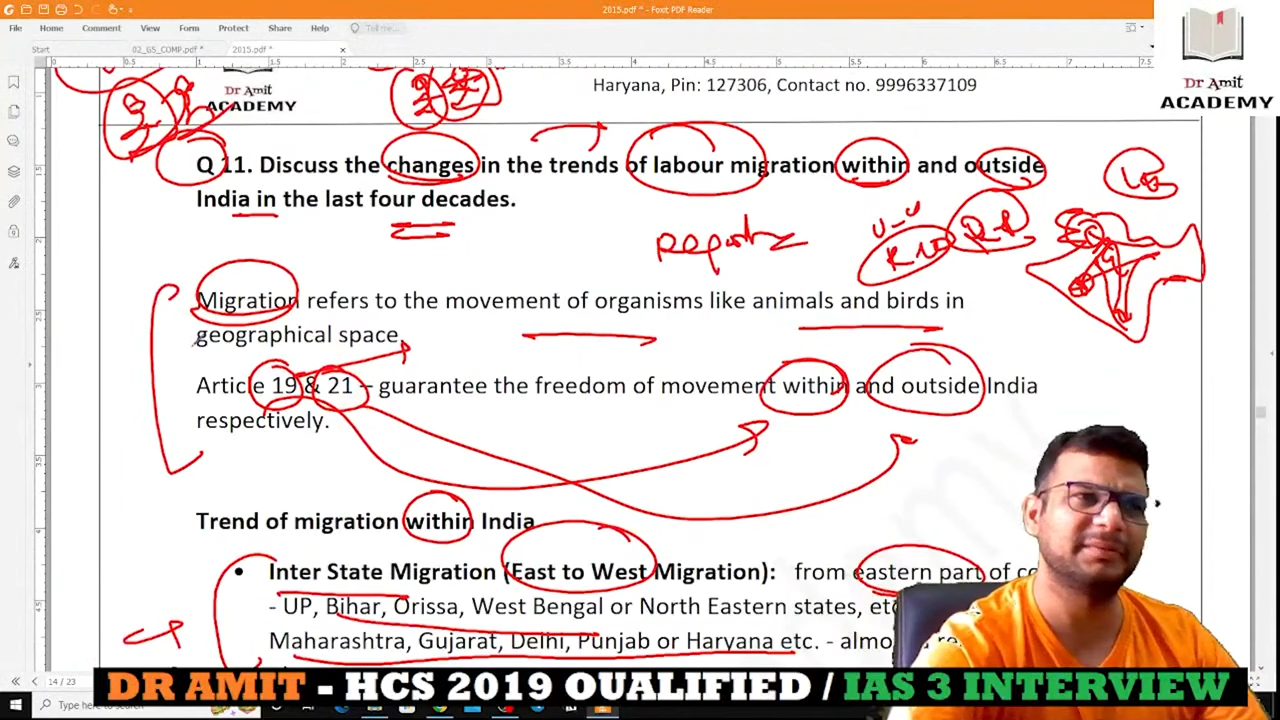 2015.pdf * - Foxit PDF Reader
File Home Comment View Form Protect Share Help Tell me...
Start 02_GS_COMP.pdf * 2015.pdf *
Dr Amit
ACADEMY
Haryana, Pin: 127306, Contact no. 9996337109
Dr Amit
ACADEMY
Q 11. Discuss the changes in the trends of labour migration within and outside
India in the last four decades.
Migration refers to the movement of organisms like animals and birds in
geographical space.
Article 19 & 21 – guarantee the freedom of movement within and outside India
respectively.
Trend of migration within India
• Inter State Migration (East to West Migration): from eastern part of
- UP, Bihar, Orissa, West Bengal or North Eastern states,
Maharashtra, Gujarat, Delhi, Punjab or Haryana etc. -
14 / 23
DR AMIT - HCS 2019 QUALIFIED / IAS 3 INTERVIEW
Type here to search